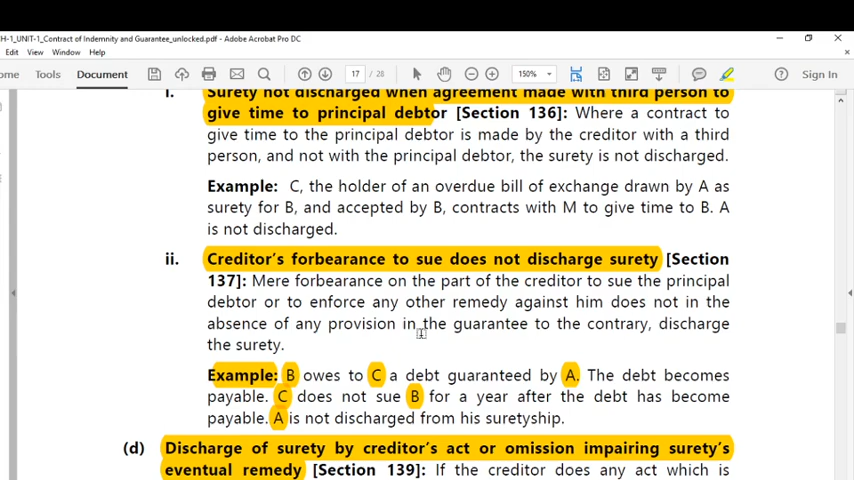 CH-1_UNIT-1_Contract of Indemnity and Guarantee_unlocked.pdf - Adobe Acrobat Pro DC
Edit View Window Help
ome Tools Document 17 / 28 150% Sign In
i. Surety not discharged when agreement made with third person to
give time to principal debtor [Section 136]: Where a contract to
give time to the principal debtor is made by the creditor with a third
person, and not with the principal debtor, the surety is not discharged.
Example: C, the holder of an overdue bill of exchange drawn by A as
surety for B, and accepted by B, contracts with M to give time to B. A
is not discharged.
ii. Creditor's forbearance to sue does not discharge surety [Section
137]: Mere forbearance on the part of the creditor to sue the principal
debtor or to enforce any other remedy against him does not in the
absence of any provision in the guarantee to the contrary, discharge
the surety.
Example: B owes to C a debt guaranteed by A. The debt becomes
payable. C does not sue B for a year after the debt has become
payable. A is not discharged from his suretyship.
(d) Discharge of surety by creditor's act or omission impairing surety's
eventual remedy [Section 139]: If the creditor does any act which is